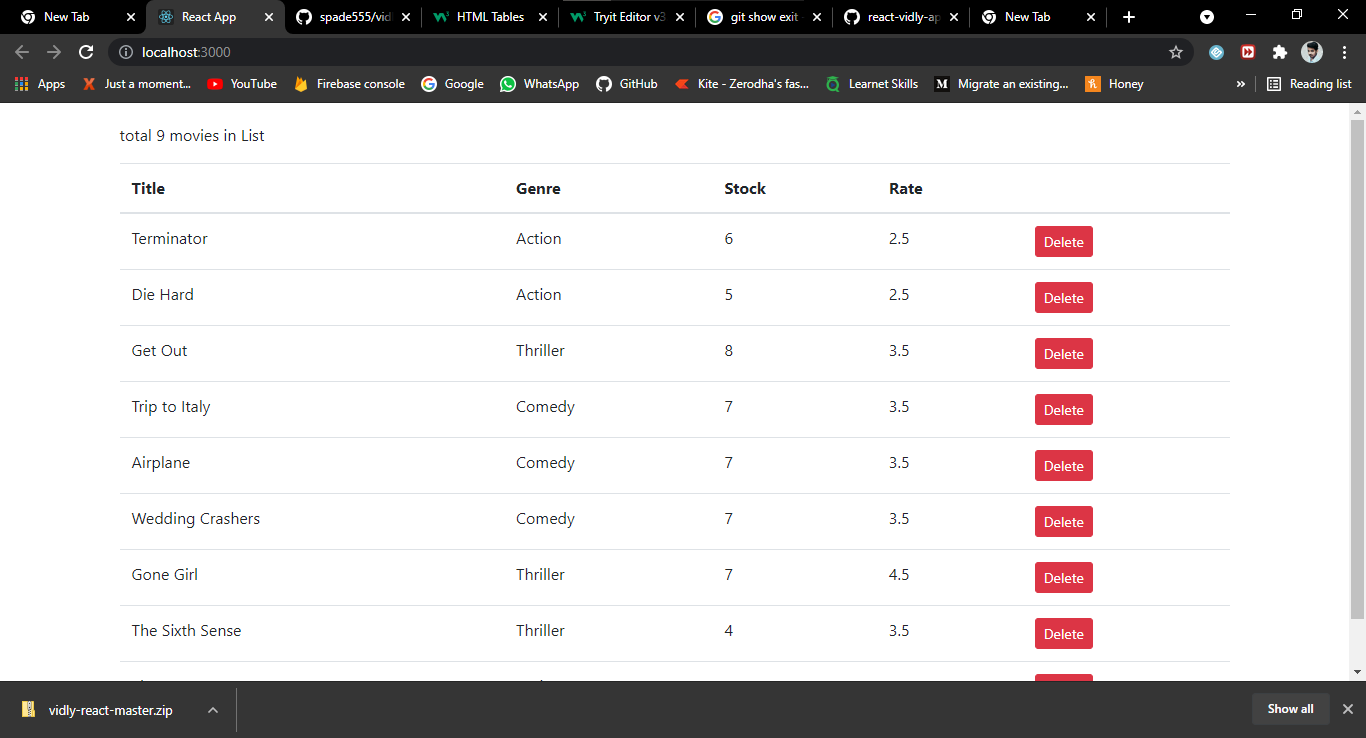 New Tab React App spade555/vid HTML Tables Tryit Editor v3 git show exit react-vidly-ap New Tab
localhost:3000
Apps Just a moment... YouTube Firebase console Google WhatsApp GitHub Kite - Zerodha's fas... Learnet Skills Migrate an existing... Honey » Reading list
total 9 movies in List
Title Genre Stock Rate
Terminator Action 6 2.5 Delete
Die Hard Action 5 2.5 Delete
Get Out Thriller 8 3.5 Delete
Trip to Italy Comedy 7 3.5 Delete
Airplane Comedy 7 3.5 Delete
Wedding Crashers Comedy 7 3.5 Delete
Gone Girl Thriller 7 4.5 Delete
The Sixth Sense Thriller 4 3.5 Delete
vidly-react-master.zip Show all